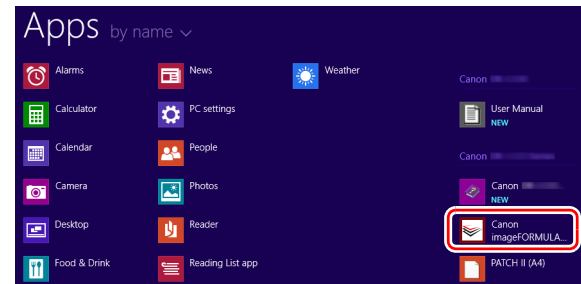 Apps by name
Alarms
Calculator
Calendar
Camera
Desktop
Food & Drink
News
PC settings
People
Photos
Reader
Reading List app
Weather
Canon
User Manual
NEW
Canon
Canon
NEW
Canon
imageFORMULA...
PATCH II (A4)